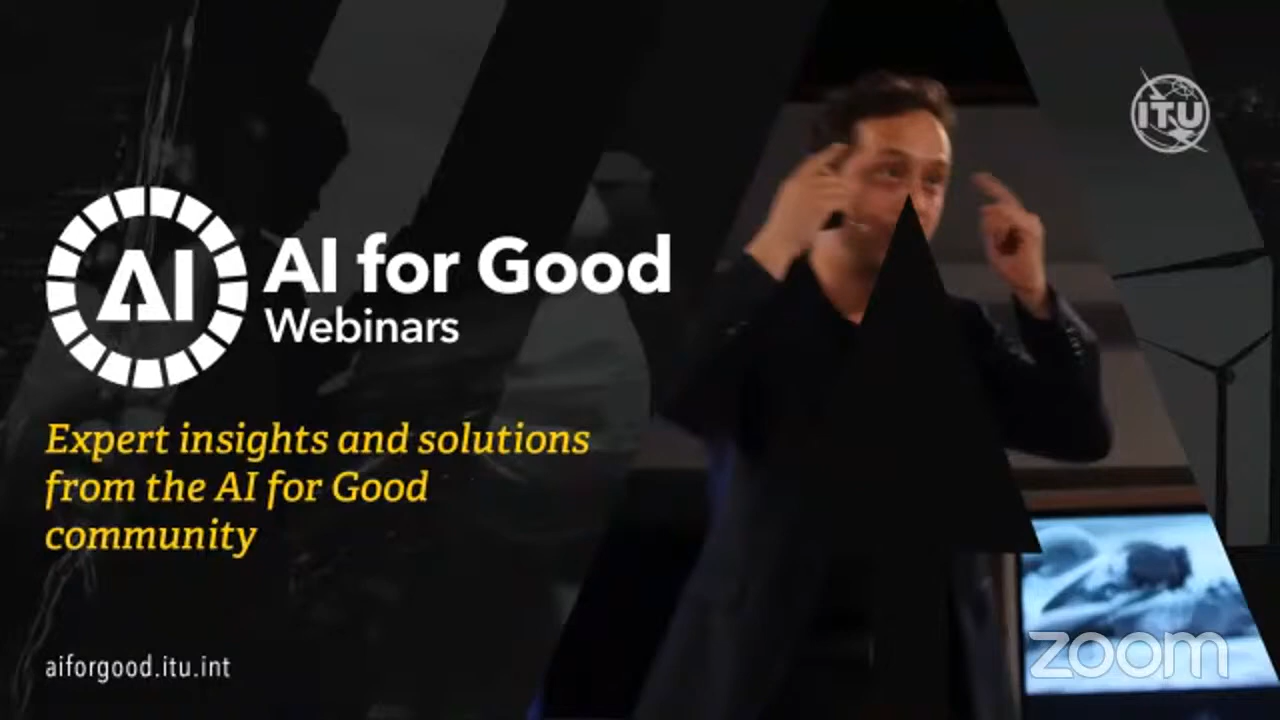 ITU
AI
AI for Good
Webinars
Expert insights and solutions
from the AI for Good
community
aiforgood.itu.int
zoom